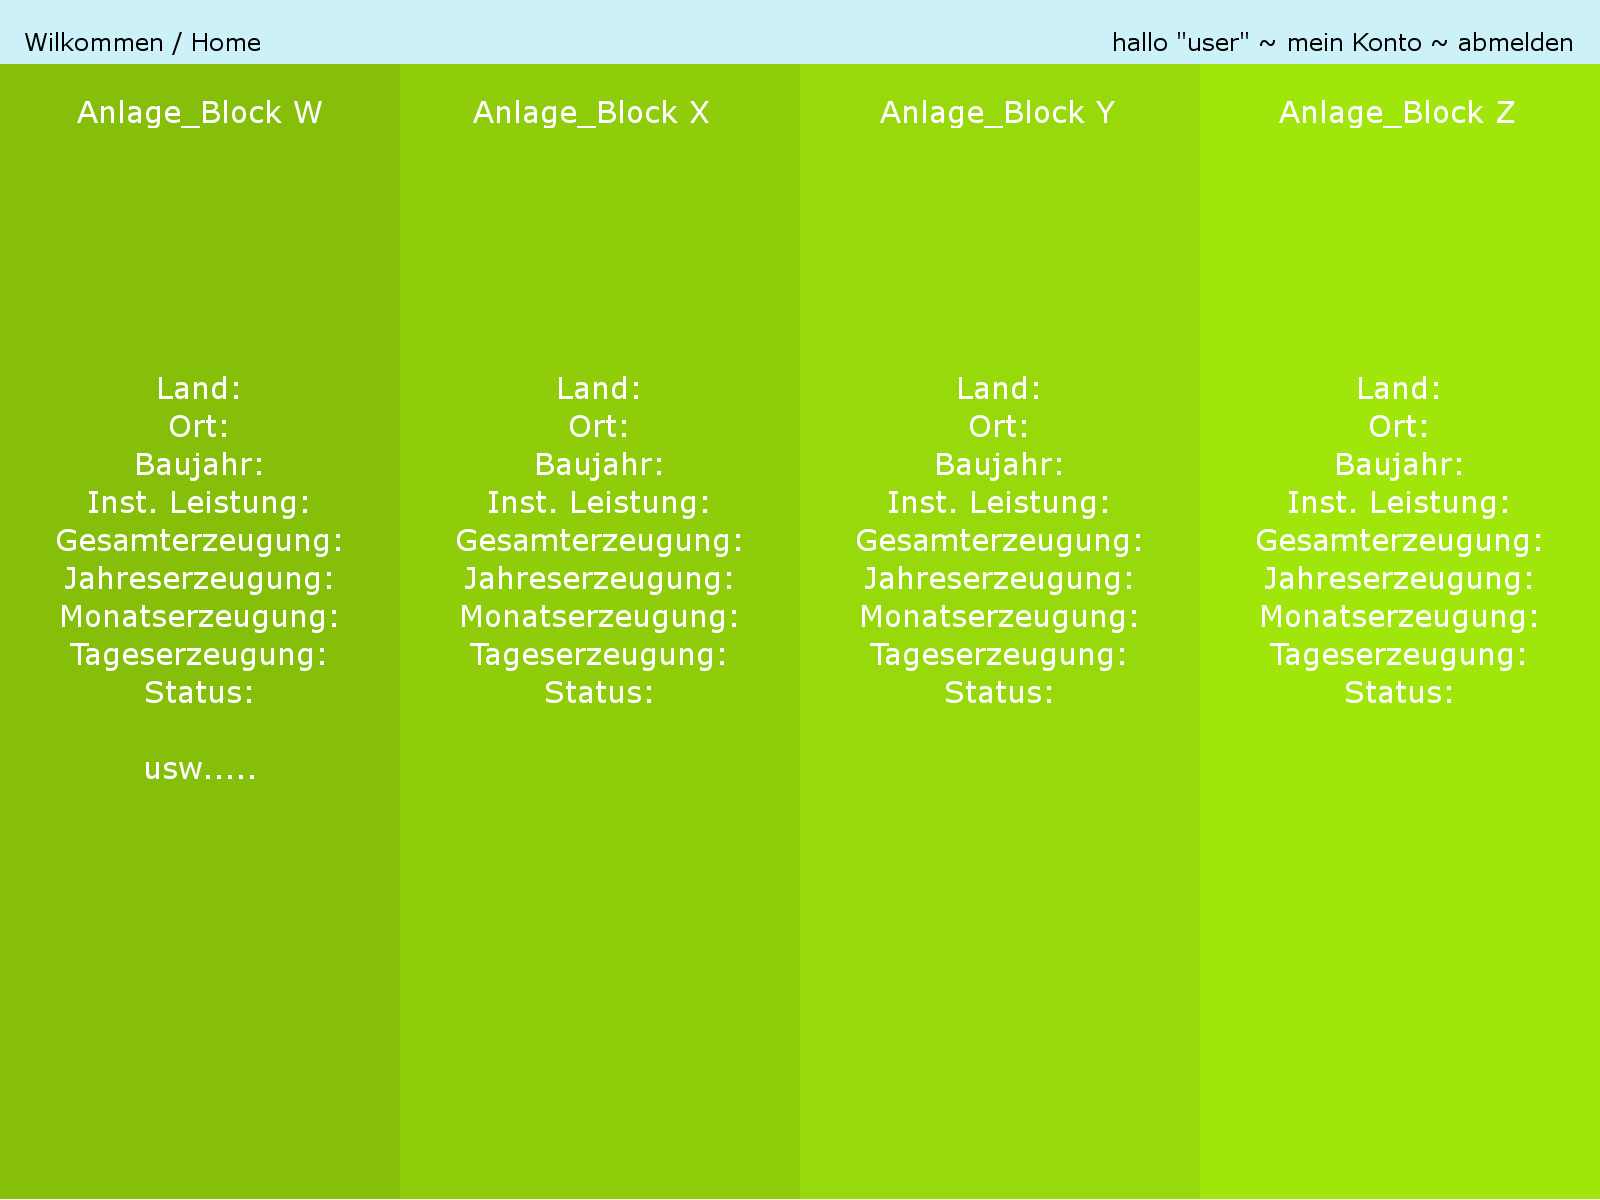 Wilkommen / Home
hallo "user" ~ mein Konto ~ abmelden
Anlage_Block W
Land:
Ort:
Baujahr:
Inst. Leistung:
Gesamterzeugung:
Jahreserzeugung:
Monatserzeugung:
Tageserzeugung:
Status:
usw.....
Anlage_Block X
Land:
Ort:
Baujahr:
Inst. Leistung:
Gesamterzeugung:
Jahreserzeugung:
Monatserzeugung:
Tageserzeugung:
Status:
Anlage_Block Y
Land:
Ort:
Baujahr:
Inst. Leistung:
Gesamterzeugung:
Jahreserzeugung:
Monatserzeugung:
Tageserzeugung:
Status:
Anlage_Block Z
Land:
Ort:
Baujahr:
Inst. Leistung:
Gesamterzeugung:
Jahreserzeugung:
Monatserzeugung:
Tageserzeugung:
Status: